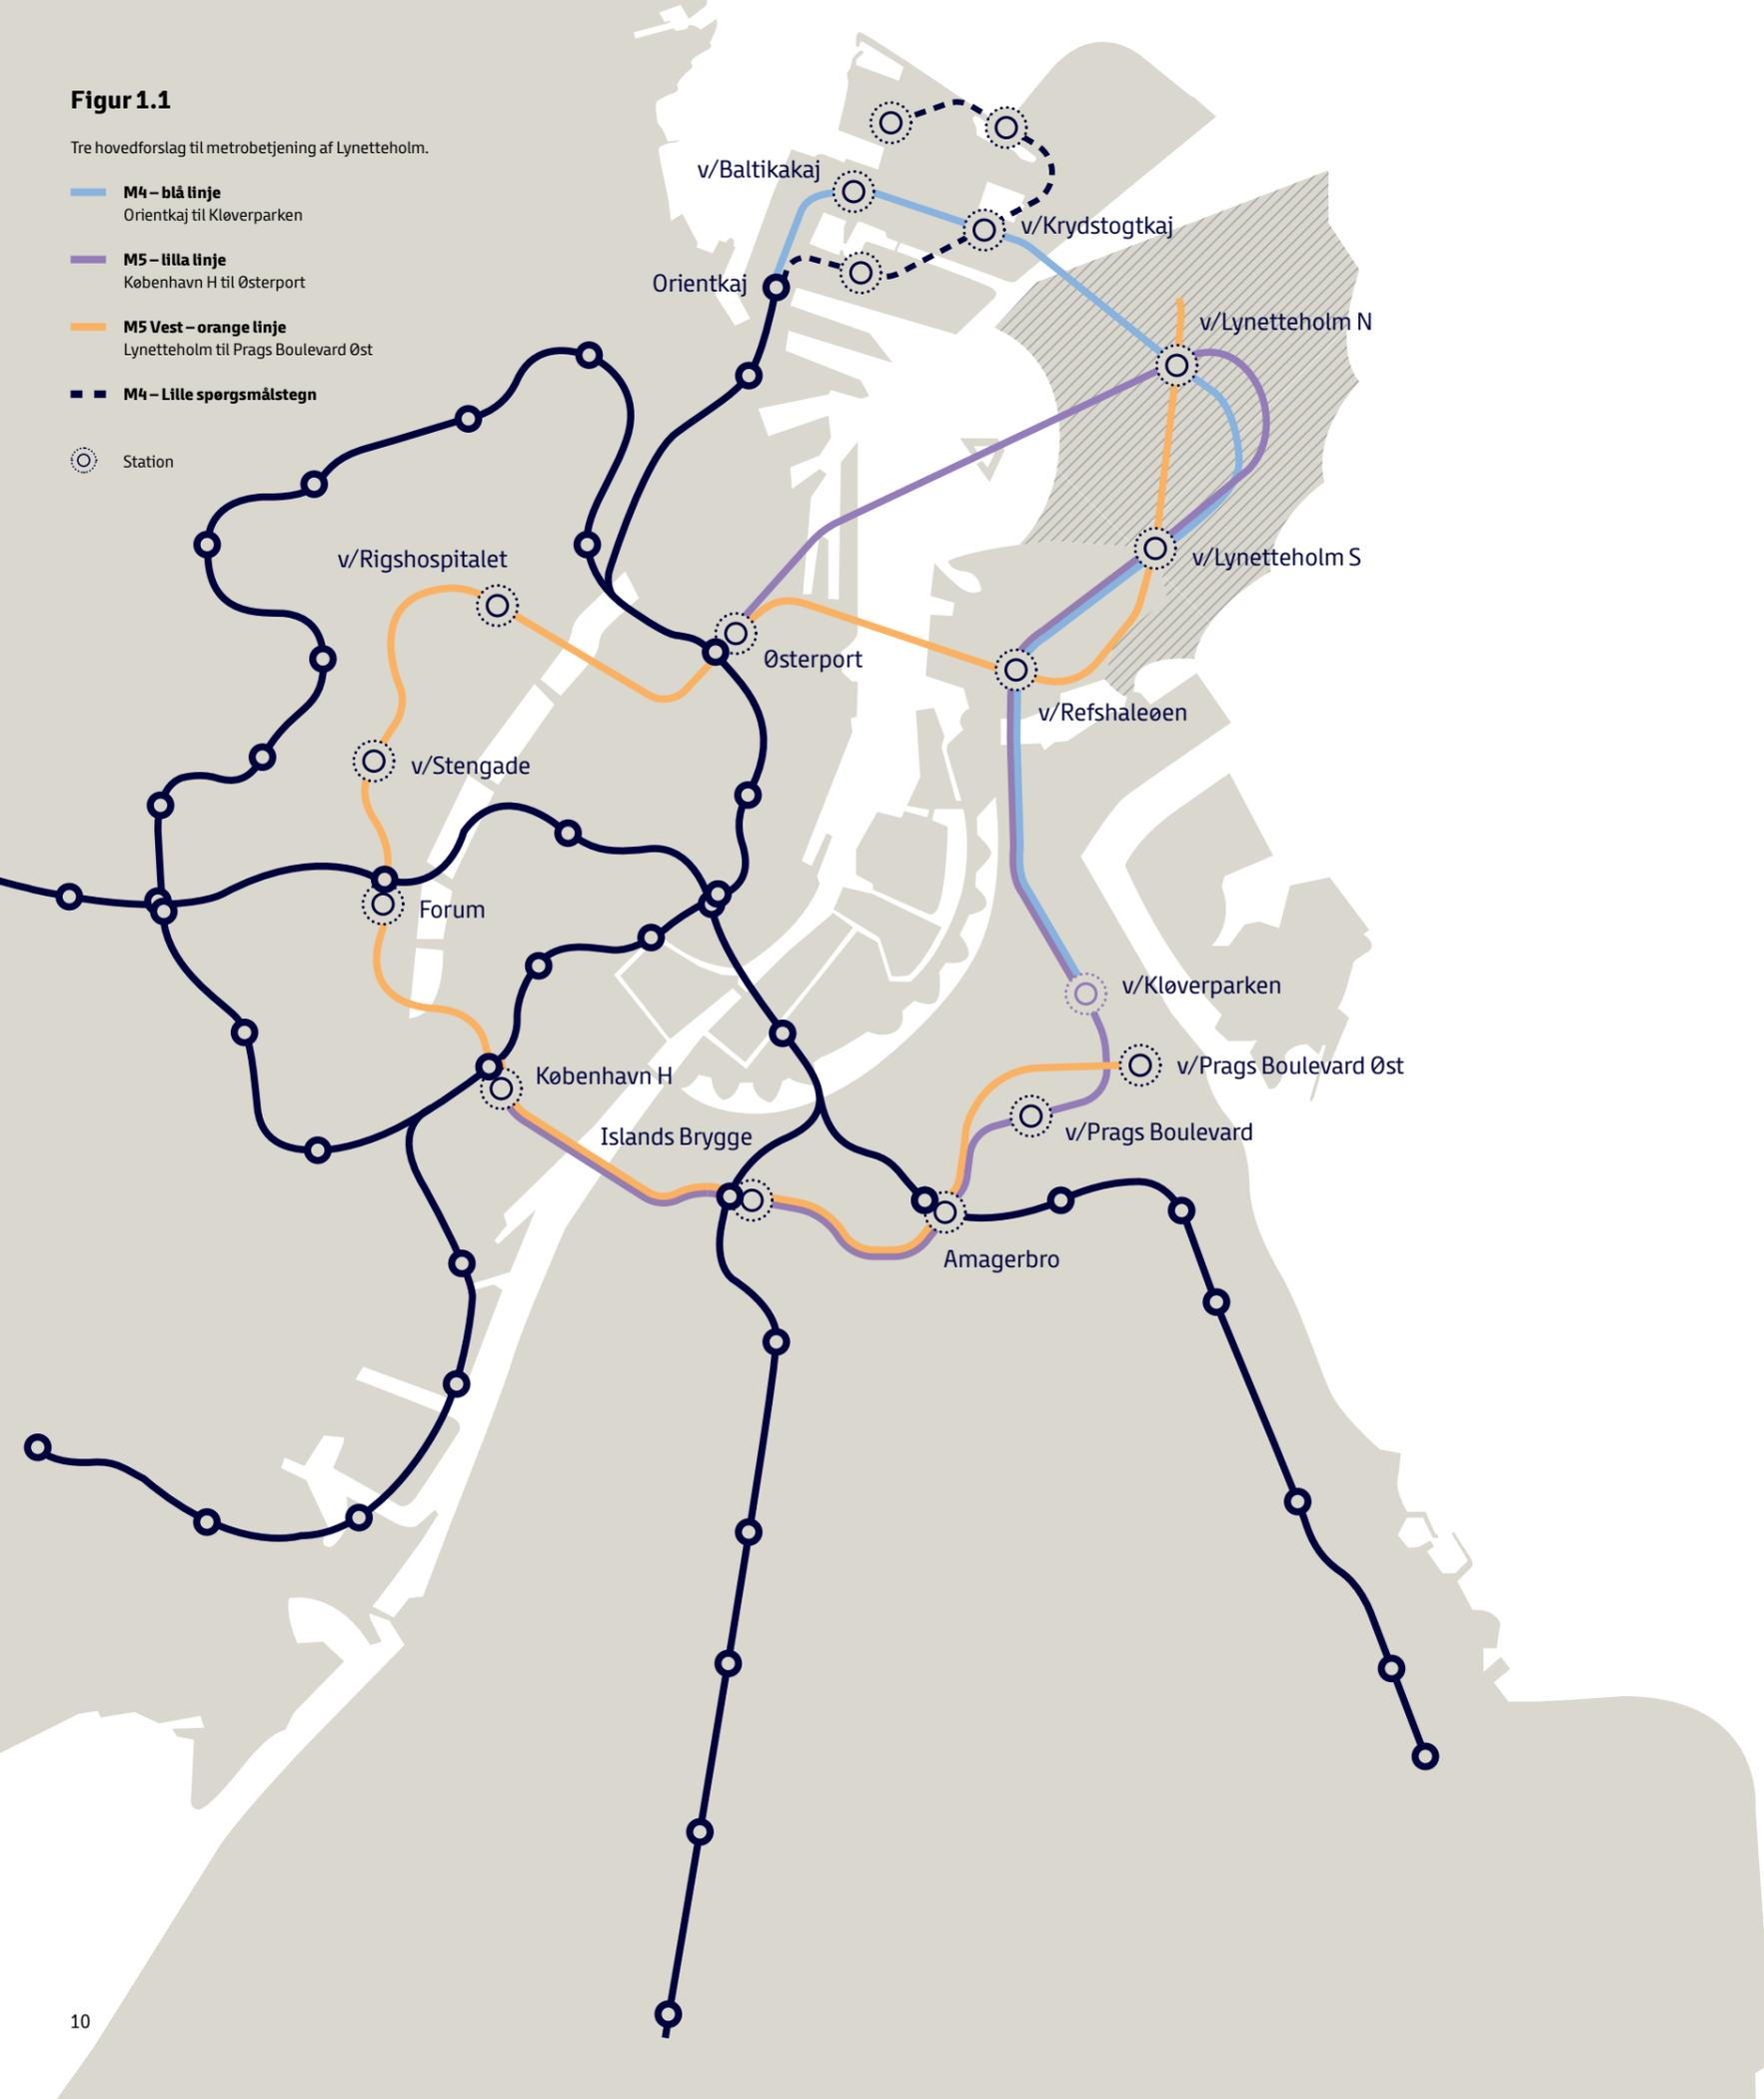 Figur 1.1
Tre hovedforslag til metrobetjening af Lynetteholm.
M4 – blå linje
Orientkaj til Kløverparken
M5 – lilla linje
København H til Østerport
M5 Vest – orange linje
Lynetteholm til Prags Boulevard Øst
M4 – Lille spørgsmålstegn
Station
v/Baltikakaj
v/Krydstogtkaj
Orientkaj
v/Lynetteholm N
v/Rigshospitalet
v/Lynetteholm S
Østerport
v/Refshaleøen
v/Stengade
Forum
v/Kløverparken
København H
v/Prags Boulevard Øst
Islands Brygge
v/Prags Boulevard
Amagerbro
10